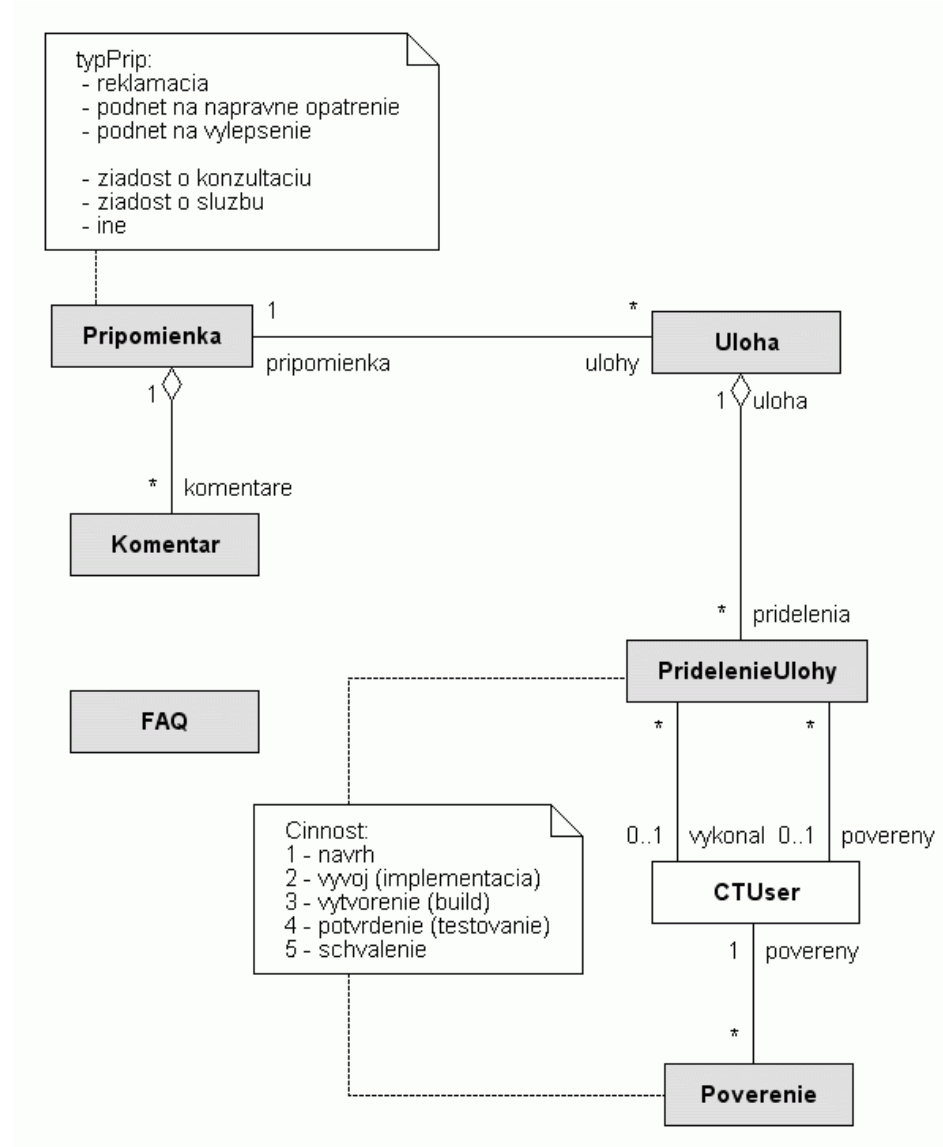 typPrip:
- reklamacia
- podnet na napravne opatrenie
- podnet na vylepsenie
- ziadost o konzultaciu
- ziadost o sluzbu
- ine
Pripomienka
1
*
pripomienka
ulohy
Uloha
1
1
uloha
*
komentare
Komentar
*
pridelenia
PridelenieUlohy
FAQ
*
*
Cinnost:
1 - navrh
2 - vyvoj (implementacia)
3 - vytvorenie (build)
4 - potvrdenie (testovanie)
5 - schvalenie
0..1
vykonal
0..1
povereny
CTUser
1
povereny
*
Poverenie